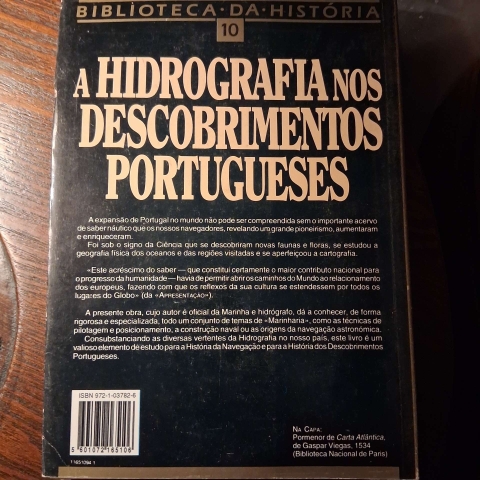 BIBLIOTECA·DA·HISTÓRIA
10
A HIDROGRAFIA NOS
DESCOBRIMENTOS
PORTUGUESES
A expansão de Portugal no mundo não pode ser compreendida sem o importante acervo
de saber náutico que os nossos navegadores, revelando um grande pioneirismo, aumentaram
e enriqueceram.
Foi sob o signo da Ciência que se descobriram novas faunas e floras, se estudou a
geografia física dos oceanos e das regiões visitadas e se aperfeiçoou a cartografia.
«Este acréscimo do saber — que constitui certamente o maior contributo nacional para
o progresso da humanidade — havia de permitir abrir os caminhos do Mundo ao relacionamento
dos europeus, fazendo com que os reflexos da sua cultura se estendessem por todos os
lugares do Globo» (da «APRESENTAÇÃO»).
A presente obra, cujo autor é oficial da Marinha e hidrógrafo, dá a conhecer, de forma
rigorosa e especializada, todo um conjunto de temas de «Marinharia», como as técnicas de
pilotagem e posicionamento, a construção naval ou as origens da navegação astronómica.
Consubstanciando as diversas vertentes da Hidrografia no nosso país, este livro é um
valioso elemento de estudo para a História da Navegação e para a História dos Descobrimentos
Portugueses.
ISBN 972-1-03782-6
5 601072 165106
11651094 1
NA CAPA:
Pormenor de Carta Atlântica,
de Gaspar Viegas, 1534
(Biblioteca Nacional de Paris)